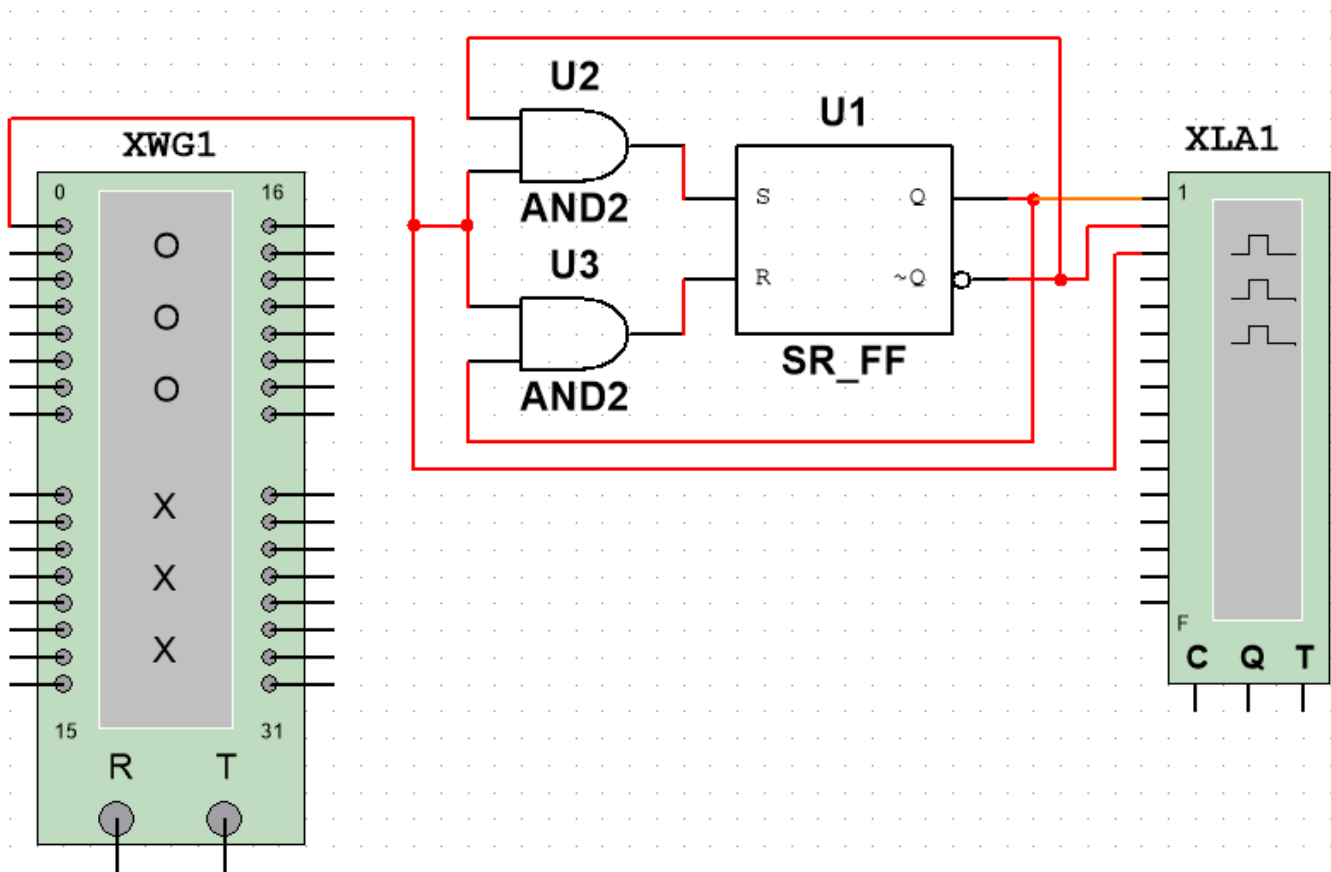 XWG1
0 16
O
O
O
X
X
X
15 31
R T
U2
AND2
U3
AND2
U1
S Q
R ~Q
SR_FF
XLA1
1
F
C Q T